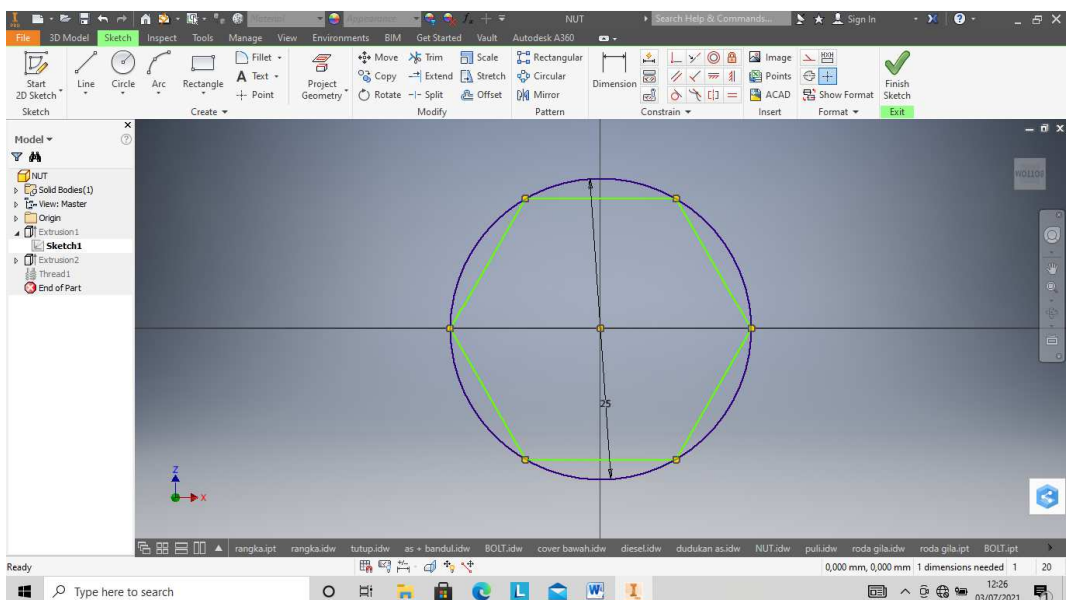 Material
Appearance
NUT
Search Help & Commands...
Sign In
PRO
File 3D Model Sketch Inspect Tools Manage View Environments BIM Get Started Vault Autodesk A360
Start
2D Sketch
Line
Circle
Arc
Rectangle
Fillet
Text
Point
Project
Geometry
Move
Copy
Rotate
Trim
Extend
Split
Scale
Stretch
Offset
Rectangular
Circular
Mirror
Dimension
Image
Points
ACAD
Show Format
Finish
Sketch
Sketch
Create
Modify
Pattern
Constrain
Insert
Format
Exit
Model
NUT
Solid Bodies(1)
View: Master
Origin
Extrusion1
Sketch1
Extrusion2
Thread1
End of Part
BOTTOM
25
Z
X
rangka.ipt rangka.idw tutup.idw as + bandul.idw BOLT.idw cover bawah.idw diesel.idw dudukan as.idw NUT.idw puli.idw roda gila.idw roda gila.ipt BOLT.ipt
Ready
0,000 mm, 0,000 mm 1 dimensions needed 1 20
Type here to search
12:26
03/07/2021